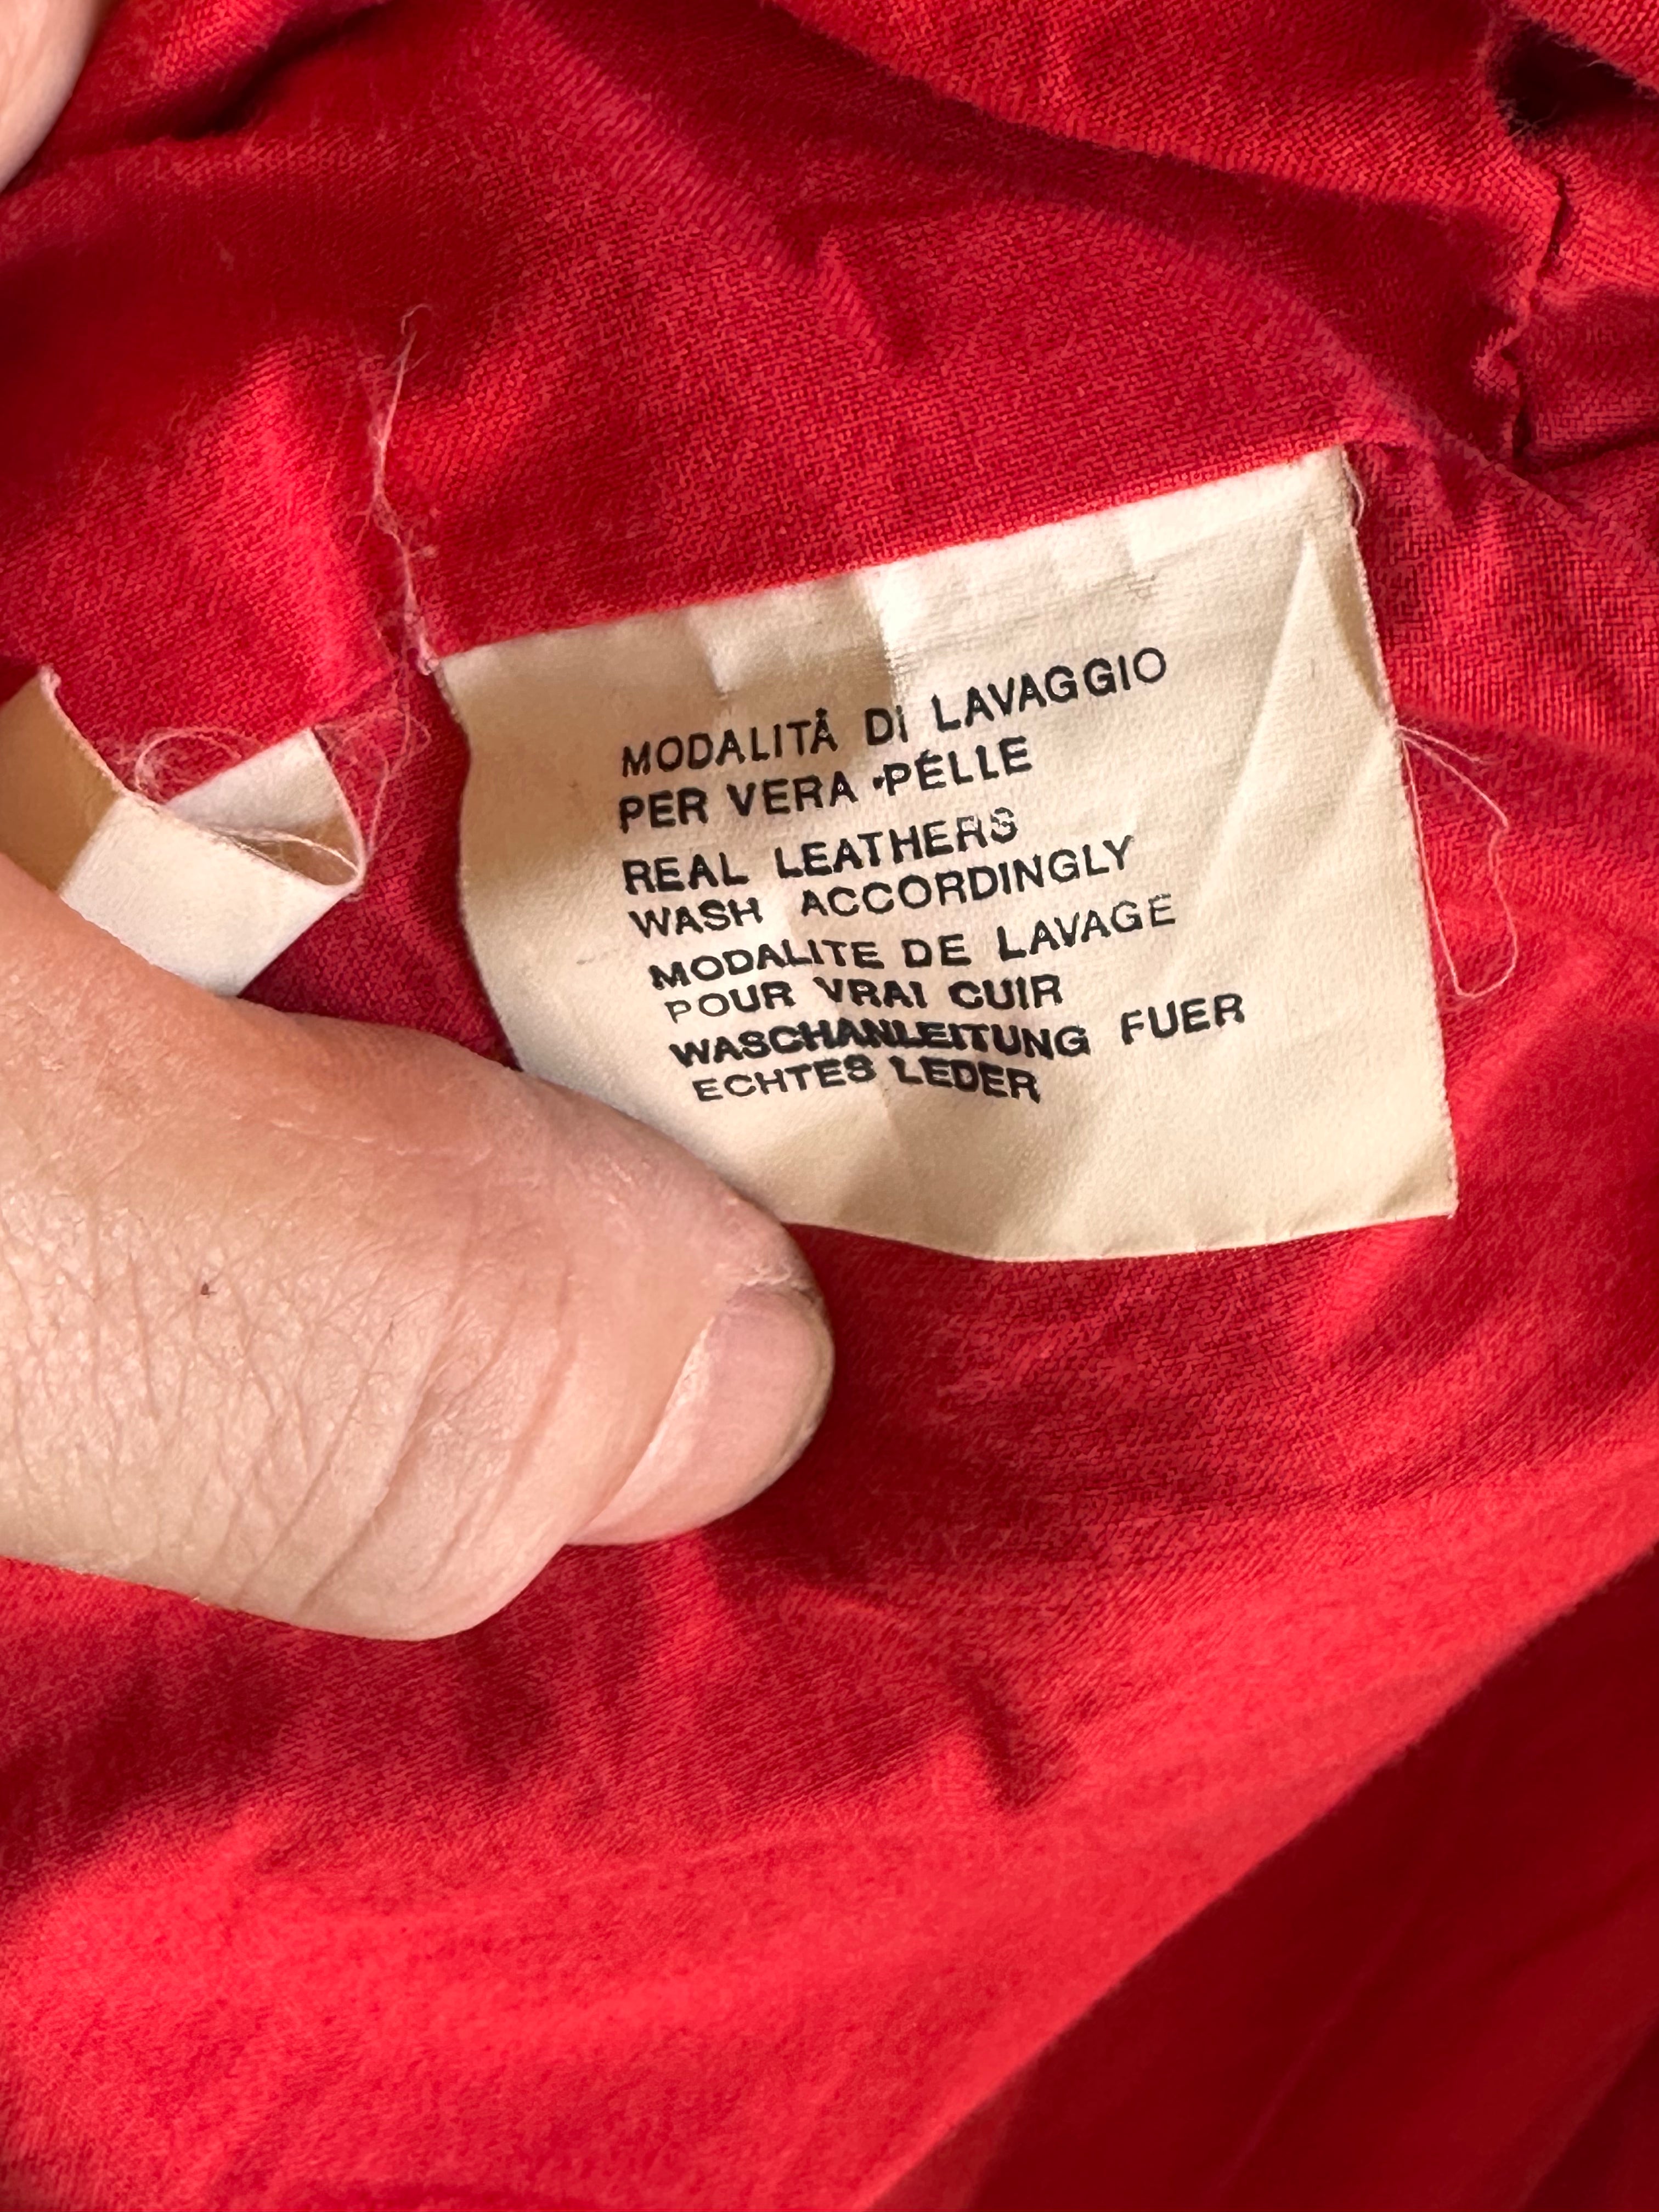 MODALITÀ DI LAVAGGIO
PER VERA PELLE
REAL LEATHERS
WASH ACCORDINGLY
MODALITE DE LAVAGE
POUR VRAI CUIR
WASCHANLEITUNG FUER
ECHTES LEDER